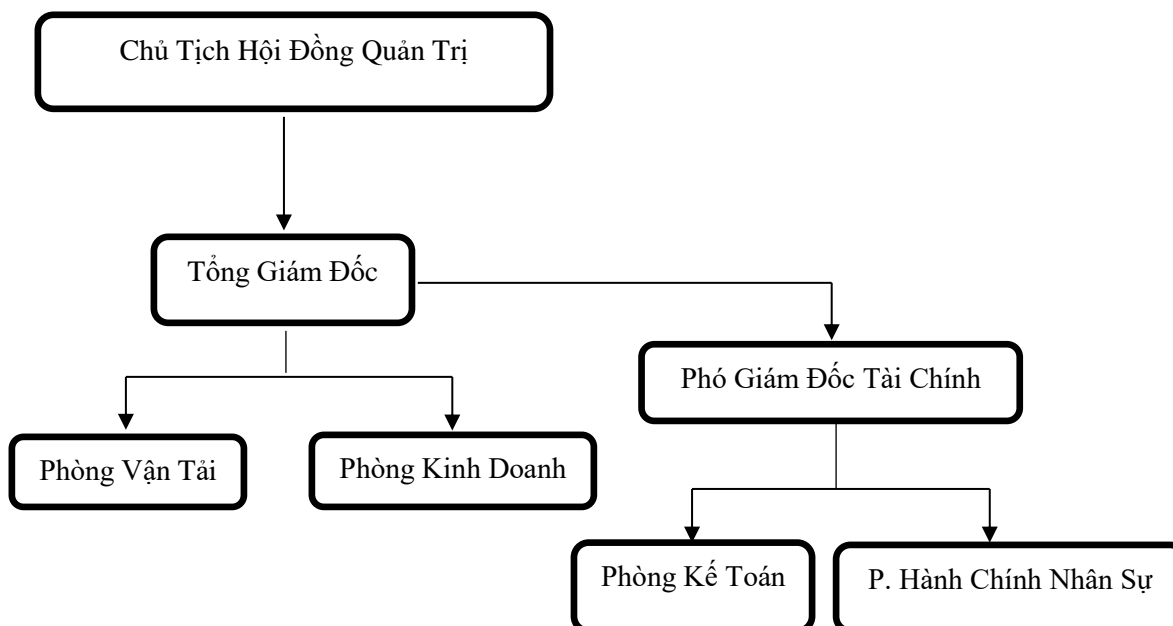 Chủ Tịch Hội Đồng Quản Trị
Tổng Giám Đốc
Phó Giám Đốc Tài Chính
Phòng Vận Tải
Phòng Kinh Doanh
Phòng Kế Toán
P. Hành Chính Nhân Sự